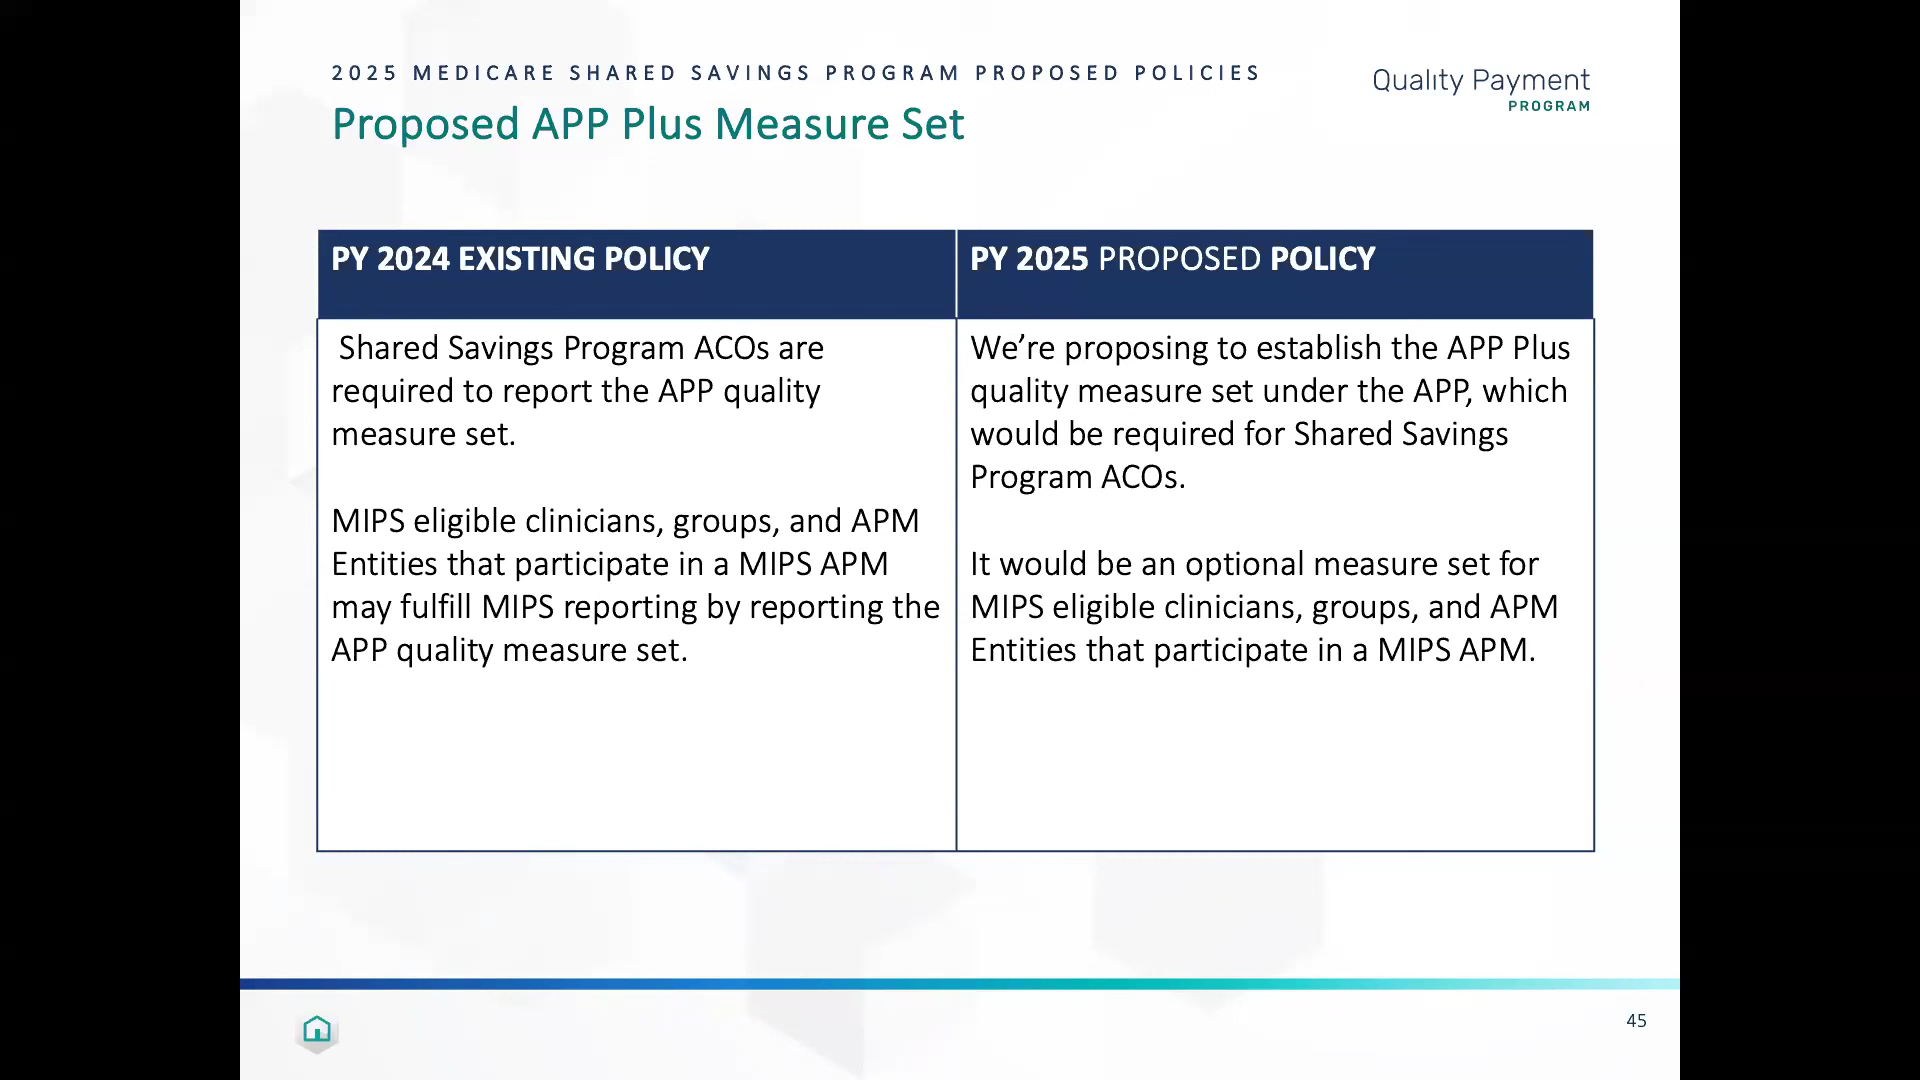 2025 MEDICARE SHARED SAVINGS PROGRAM PROPOSED POLICIES
Proposed APP Plus Measure Set
Quality Payment
PROGRAM
PY 2024 EXISTING POLICY
Shared Savings Program ACOs are
required to report the APP quality
measure set.
MIPS eligible clinicians, groups, and APM
Entities that participate in a MIPS APM
may fulfill MIPS reporting by reporting the
APP quality measure set.
PY 2025 PROPOSED POLICY
We’re proposing to establish the APP Plus
quality measure set under the APP, which
would be required for Shared Savings
Program ACOs.
It would be an optional measure set for
MIPS eligible clinicians, groups, and APM
Entities that participate in a MIPS APM.
45